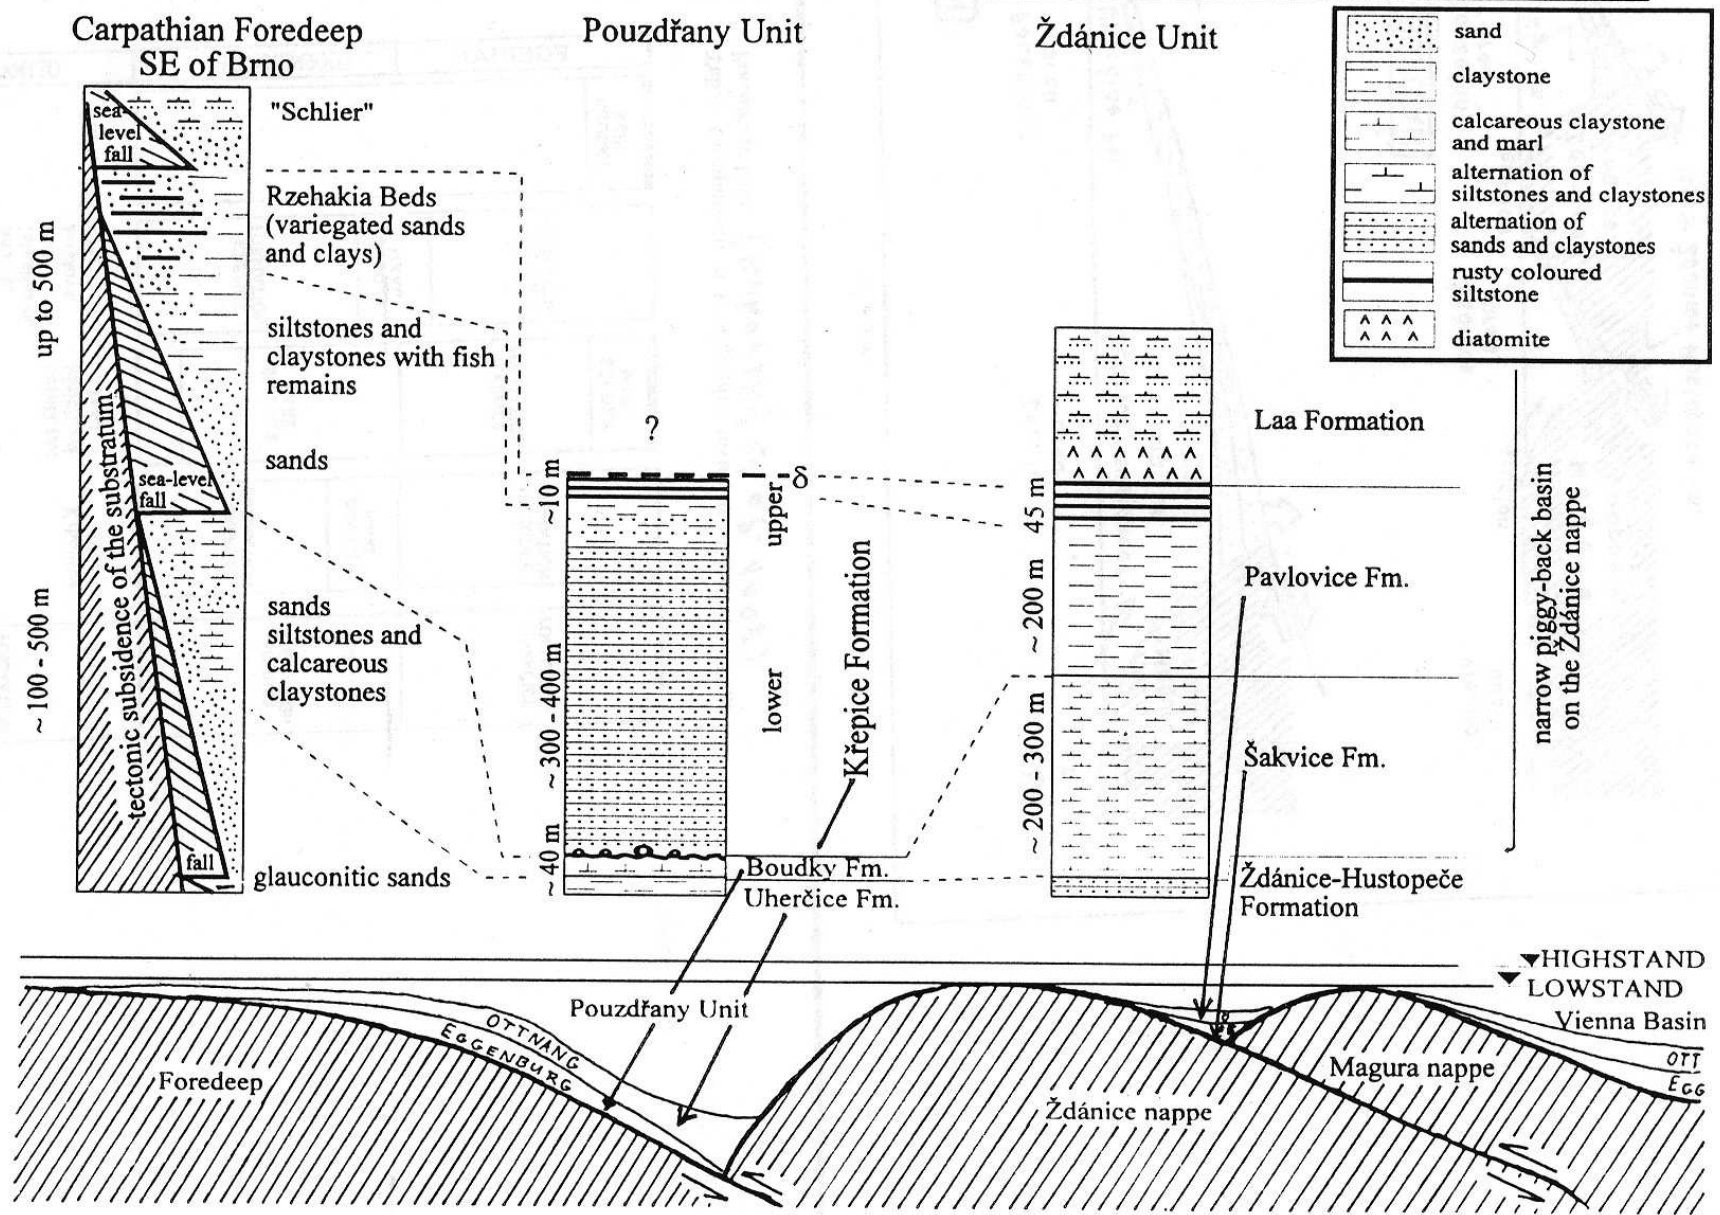 Carpathian Foredeep
SE of Brno
Pouzdřany Unit
Ždánice Unit
sand
claystone
calcareous claystone
and marl
alternation of
siltstones and claystones
alternation of
sands and claystones
rusty coloured
siltstone
diatomite
sea-
level
fall
"Schlier"
Rzehakia Beds
(variegated sands
and clays)
siltstones and
claystones with fish
remains
sands
sea-level
fall
sands
siltstones and
calcareous
claystones
fall
glauconitic sands
up to 500 m
~ 100 - 500 m
tectonic subsidence of the substratum
?
~10 m
~ 300 - 400 m
~ 40 m
δ
upper
lower
Křepice Formation
Boudky Fm.
Uherčice Fm.
45 m
~ 200 m
~ 200 - 300 m
Laa Formation
Pavlovice Fm.
Šakvice Fm.
Ždánice-Hustopeče
Formation
narrow piggy-back basin
on the Ždánice nappe
HIGHSTAND
LOWSTAND
Vienna Basin
OTT
EGG
Pouzdřany Unit
OTTNANG
EGGENBURG
Foredeep
Ždánice nappe
Magura nappe